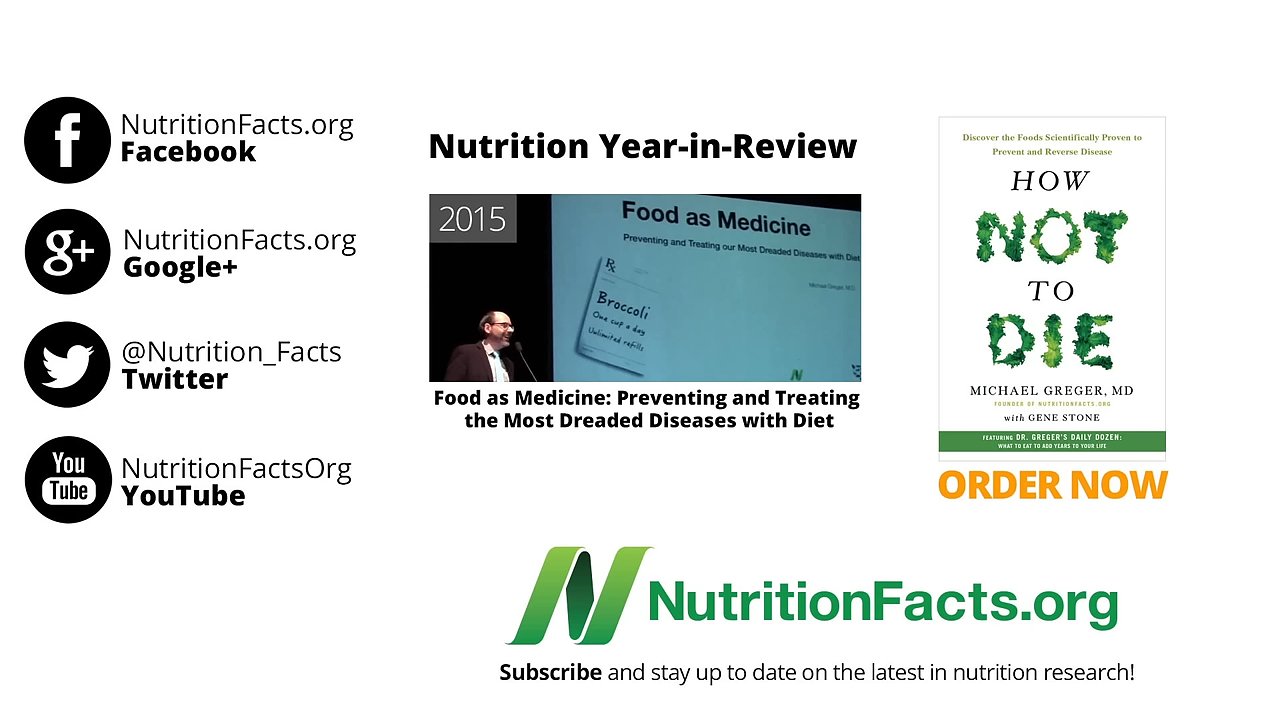 NutritionFacts.org
Facebook
NutritionFacts.org
Google+
@Nutrition_Facts
Twitter
You
Tube
NutritionFactsOrg
YouTube
Nutrition Year-in-Review
2015
Food as Medicine
Preventing and Treating our Most Dreaded Diseases with Diet
Rx
Broccoli
One cup a day
Unlimited refills
Michael Greger, MD
Food as Medicine: Preventing and Treating
the Most Dreaded Diseases with Diet
Discover the Foods Scientifically Proven to
Prevent and Reverse Disease
HOW
NOT
TO
DIE
MICHAEL GREGER, MD
FOUNDER OF NUTRITIONFACTS.ORG
with GENE STONE
FEATURING DR. GREGER'S DAILY DOZEN:
WHAT TO EAT TO ADD YEARS TO YOUR LIFE
ORDER NOW
NutritionFacts.org
Subscribe and stay up to date on the latest in nutrition research!